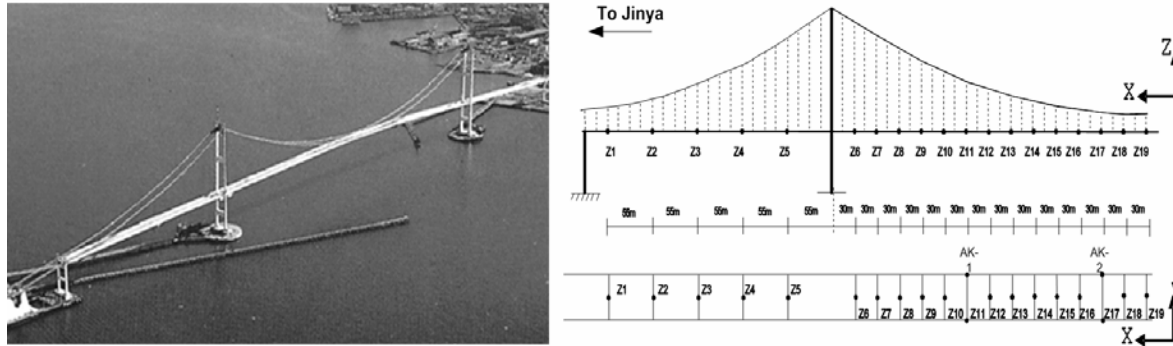 To Jinya
Z
X
Z1 Z2 Z3 Z4 Z5 Z6 Z7 Z8 Z9 Z10 Z11 Z12 Z13 Z14 Z15 Z16 Z17 Z18 Z19
55m 55m 55m 55m 55m 30m 30m 30m 30m 30m 30m 30m 30m 30m 30m 30m 30m 30m 30m
AK-
1
AK-
2
Z1 Z2 Z3 Z4 Z5
Z6 Z7 Z8 Z9 Z10 Z11 Z12 Z13 Z14 Z15 Z16 Z17 Z18 Z19
X